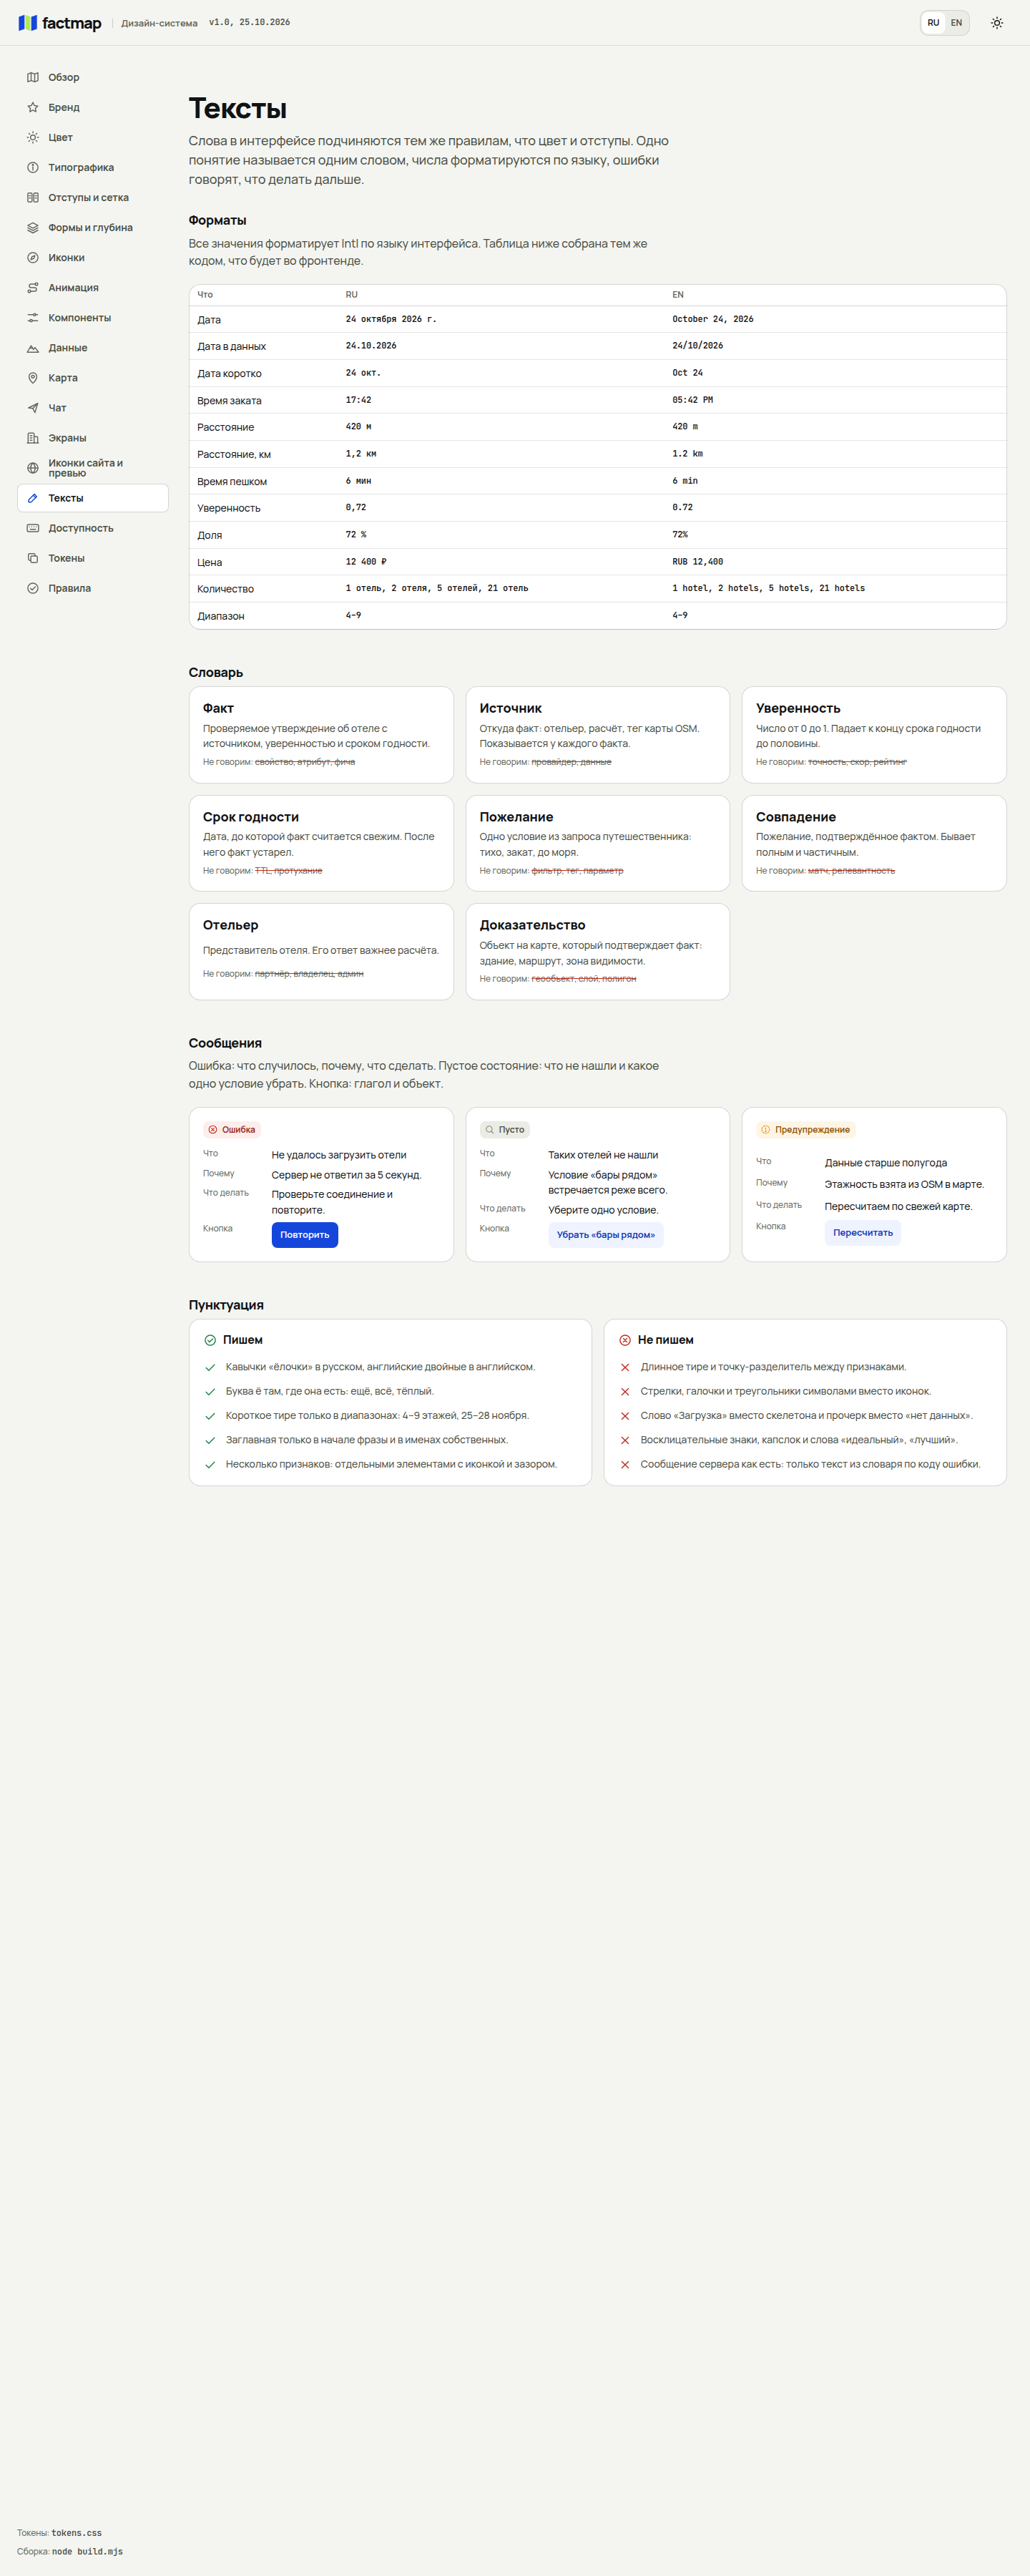 factmap
Дизайн-система
v1.0, 25.10.2026
RU
EN
Обзор
Бренд
Цвет
Типографика
Отступы и сетка
Формы и глубина
Иконки
Анимация
Компоненты
Данные
Карта
Чат
Экраны
Иконки сайта и
превью
Тексты
Доступность
Токены
Правила
Тексты
Слова в интерфейсе подчиняются тем же правилам, что цвет и отступы. Одно
понятие называется одним словом, числа форматируются по языку, ошибки
говорят, что делать дальше.
Форматы
Все значения форматирует Intl по языку интерфейса. Таблица ниже собрана тем же
кодом, что будет во фронтенде.
Что RU EN
Дата 24 октября 2026 г. October 24, 2026
Дата в данных 24.10.2026 24/10/2026
Дата коротко 24 окт. Oct 24
Время заката 17:42 05:42 PM
Расстояние 420 м 420 m
Расстояние, км 1,2 км 1.2 km
Время пешком 6 мин 6 min
Уверенность 0,72 0.72
Доля 72 % 72%
Цена 12 400 ₽ RUB 12,400
Количество 1 отель, 2 отеля, 5 отелей, 21 отель 1 hotel, 2 hotels, 5 hotels, 21 hotels
Диапазон 4–9 4–9
Словарь
Факт
Проверяемое утверждение об отеле с
источником, уверенностью и сроком годности.
Не говорим: свойство, атрибут, фича
Источник
Откуда факт: отельер, расчёт, тег карты OSM.
Показывается у каждого факта.
Не говорим: провайдер, данные
Уверенность
Число от 0 до 1. Падает к концу срока годности
до половины.
Не говорим: точность, скор, рейтинг
Срок годности
Дата, до которой факт считается свежим. После
него факт устарел.
Не говорим: TTL, протухание
Пожелание
Одно условие из запроса путешественника:
тихо, закат, до моря.
Не говорим: фильтр, тег, параметр
Совпадение
Пожелание, подтверждённое фактом. Бывает
полным и частичным.
Не говорим: матч, релевантность
Отельер
Представитель отеля. Его ответ важнее расчёта.
Не говорим: партнёр, владелец, админ
Доказательство
Объект на карте, который подтверждает факт:
здание, маршрут, зона видимости.
Не говорим: геообъект, слой, полигон
Сообщения
Ошибка: что случилось, почему, что сделать. Пустое состояние: что не нашли и какое
одно условие убрать. Кнопка: глагол и объект.
Ошибка
Что Не удалось загрузить отели
Почему Сервер не ответил за 5 секунд.
Что делать Проверьте соединение и
повторите.
Кнопка Повторить
Пусто
Что Таких отелей не нашли
Почему Условие «бары рядом»
встречается реже всего.
Что делать Уберите одно условие.
Кнопка Убрать «бары рядом»
Предупреждение
Что Данные старше полугода
Почему Этажность взята из OSM в марте.
Что делать Пересчитаем по свежей карте.
Кнопка Пересчитать
Пунктуация
Пишем
Кавычки «ёлочки» в русском, английские двойные в английском.
Буква ё там, где она есть: ещё, всё, тёплый.
Короткое тире только в диапазонах: 4–9 этажей, 25–28 ноября.
Заглавная только в начале фразы и в именах собственных.
Несколько признаков: отдельными элементами с иконкой и зазором.
Не пишем
Длинное тире и точку-разделитель между признаками.
Стрелки, галочки и треугольники символами вместо иконок.
Слово «Загрузка» вместо скелетона и прочерк вместо «нет данных».
Восклицательные знаки, капслок и слова «идеальный», «лучший».
Сообщение сервера как есть: только текст из словаря по коду ошибки.
Токены: tokens.css
Сборка: node build.mjs